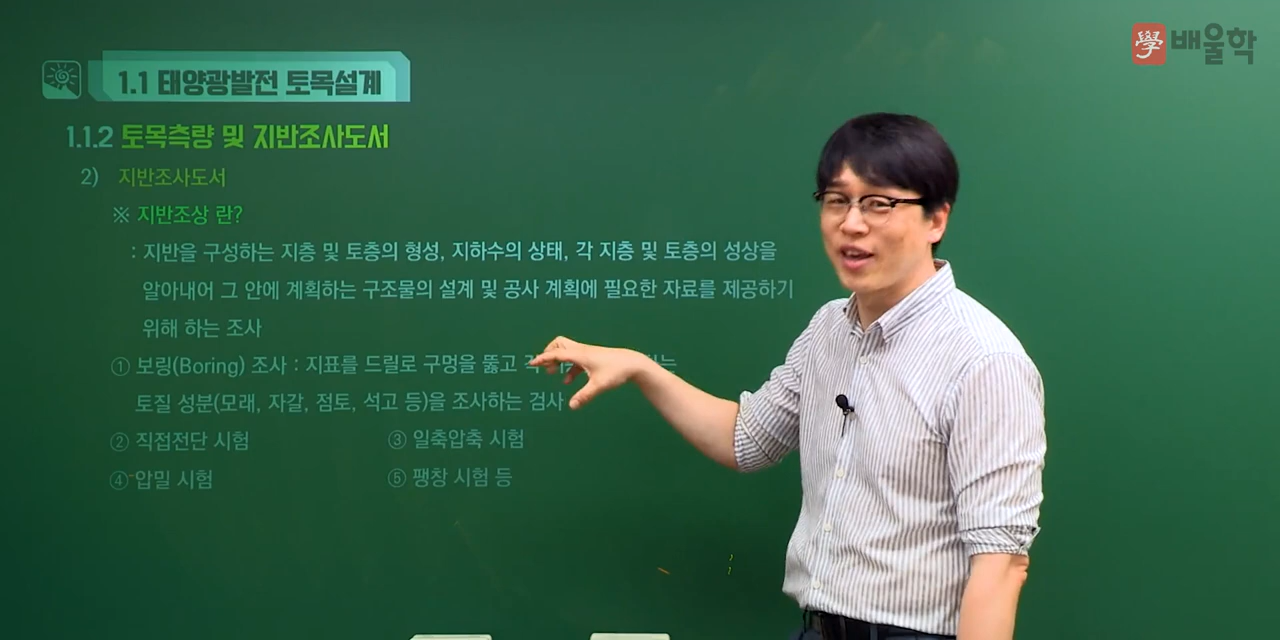 學 배울학
1.1 태양광발전 토목설계
1.1.2 토목측량 및 지반조사도서
2) 지반조사도서
※ 지반조상 란?
: 지반을 구성하는 지층 및 토층의 형성, 지하수의 상태, 각 지층 및 토층의 성상을
알아내어 그 안에 계획하는 구조물의 설계 및 공사 계획에 필요한 자료를 제공하기
위해 하는 조사
① 보링(Boring) 조사 : 지표를 드릴로 구멍을 뚫고 각
토질 성분(모래, 자갈, 점토, 석고 등)을 조사하는 검사
② 직접전단 시험 ③ 일축압축 시험
④ 압밀 시험 ⑤ 팽창 시험 등